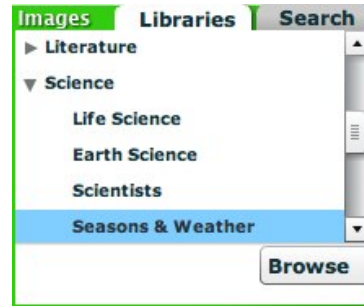 Images Libraries Search
Literature
Science
Life Science
Earth Science
Scientists
Seasons & Weather
Browse